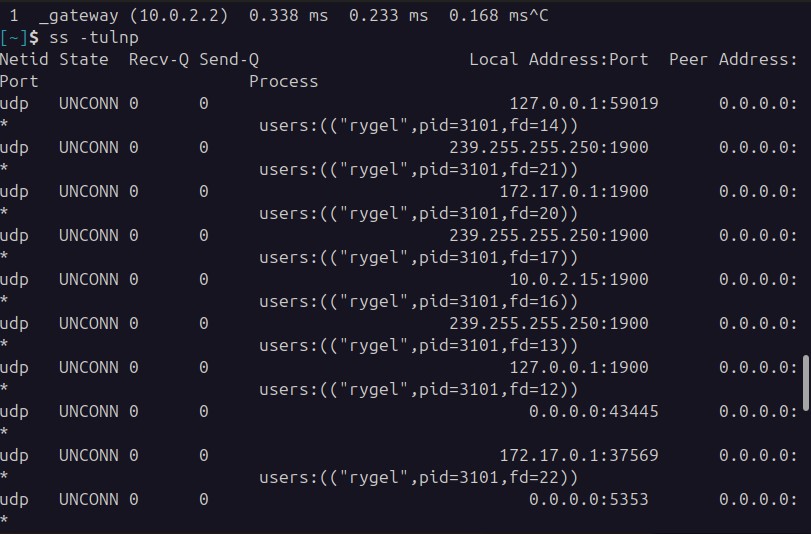 1  _gateway (10.0.2.2)  0.338 ms  0.233 ms  0.168 ms^C
[~]$ ss -tulnp
Netid State  Recv-Q Send-Q                     Local Address:Port  Peer Address:
Port                     Process
udp   UNCONN 0      0                              127.0.0.1:59019      0.0.0.0:
*                         users:(("rygel",pid=3101,fd=14))
udp   UNCONN 0      0                        239.255.255.250:1900       0.0.0.0:
*                         users:(("rygel",pid=3101,fd=21))
udp   UNCONN 0      0                             172.17.0.1:1900       0.0.0.0:
*                         users:(("rygel",pid=3101,fd=20))
udp   UNCONN 0      0                        239.255.255.250:1900       0.0.0.0:
*                         users:(("rygel",pid=3101,fd=17))
udp   UNCONN 0      0                              10.0.2.15:1900       0.0.0.0:
*                         users:(("rygel",pid=3101,fd=16))
udp   UNCONN 0      0                        239.255.255.250:1900       0.0.0.0:
*                         users:(("rygel",pid=3101,fd=13))
udp   UNCONN 0      0                              127.0.0.1:1900       0.0.0.0:
*                         users:(("rygel",pid=3101,fd=12))
udp   UNCONN 0      0                                0.0.0.0:43445      0.0.0.0:
*
udp   UNCONN 0      0                             172.17.0.1:37569      0.0.0.0:
*                         users:(("rygel",pid=3101,fd=22))
udp   UNCONN 0      0                                0.0.0.0:5353       0.0.0.0:
*